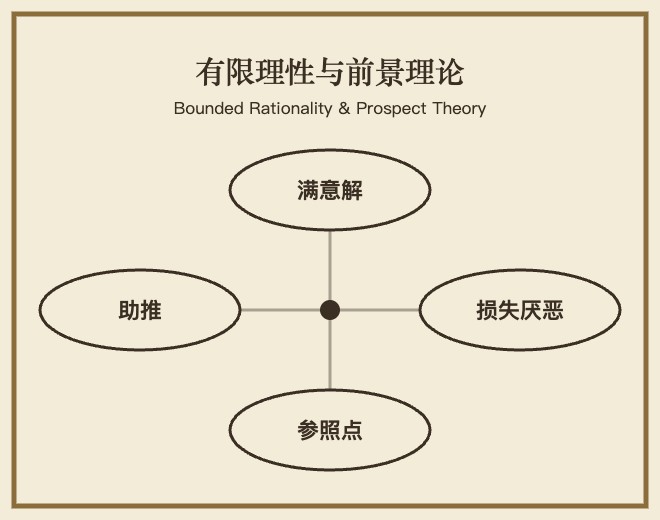 有限理性与前景理论
Bounded Rationality & Prospect Theory
满意解
助推
损失厌恶
参照点